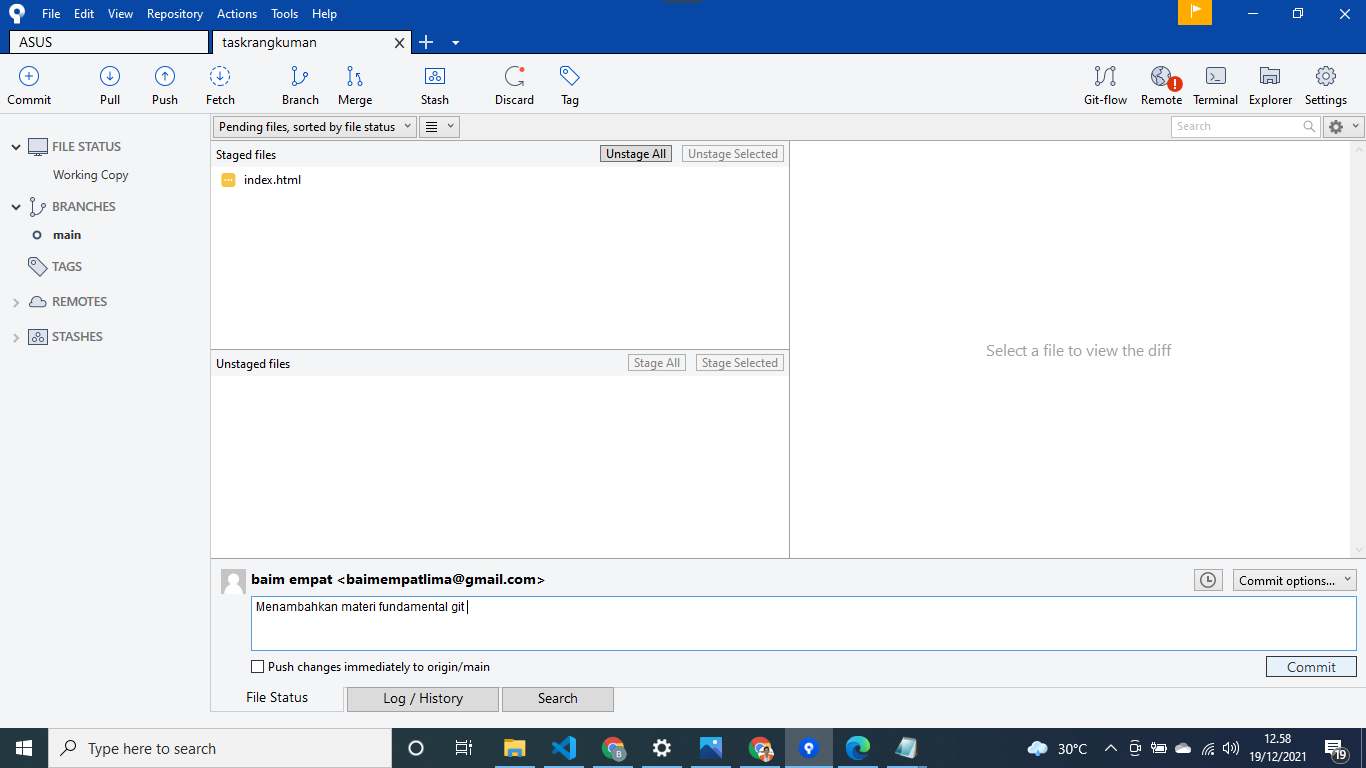 File Edit View Repository Actions Tools Help
ASUS taskrangkuman
Commit Pull Push Fetch Branch Merge Stash Discard Tag Git-flow Remote Terminal Explorer Settings
Pending files, sorted by file status Search
FILE STATUS
Working Copy
BRANCHES
main
TAGS
REMOTES
STASHES
Staged files Unstage All Unstage Selected
index.html
Unstaged files Stage All Stage Selected
Select a file to view the diff
baim empat <baimempatlima@gmail.com> Commit options...
Menambahkan materi fundamental git
Push changes immediately to origin/main Commit
File Status Log / History Search
Type here to search B 30°C 12.58
19/12/2021 19